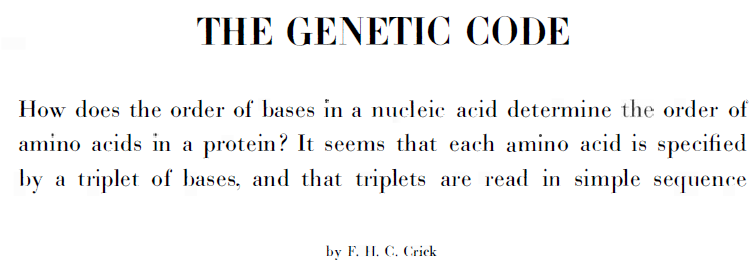 THE GENETIC CODE
How does the order of bases in a nucleic acid determine the order of
amino acids in a protein? It seems that each amino acid is specified
by a triplet of bases, and that triplets are read in simple sequence
by F. H. C. Crick